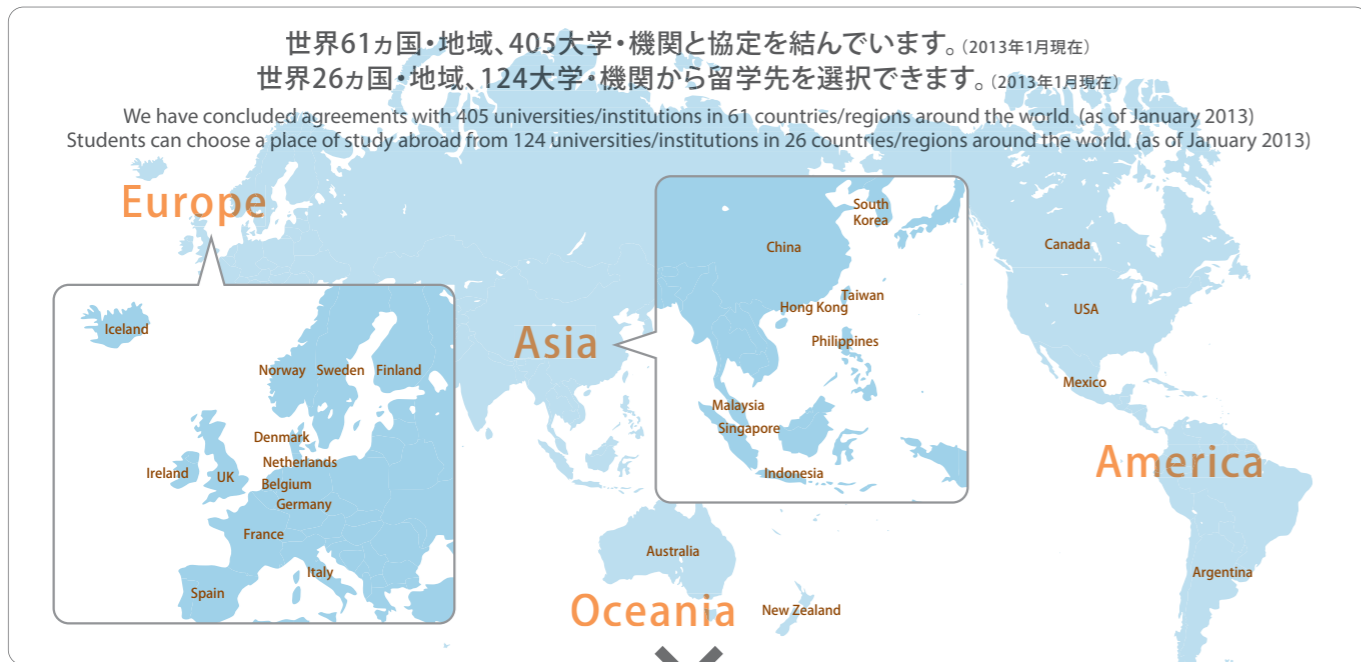 世界61ヵ国・地域、405大学・機関と協定を結んでいます。(2013年1月現在)
世界26ヵ国・地域、124大学・機関から留学先を選択できます。(2013年1月現在)
We have concluded agreements with 405 universities/institutions in 61 countries/regions around the world. (as of January 2013)
Students can choose a place of study abroad from 124 universities/institutions in 26 countries/regions around the world. (as of January 2013)
Europe
Iceland
Norway
Sweden
Finland
Denmark
Netherlands
Ireland
UK
Belgium
Germany
France
Italy
Spain
Asia
South
Korea
China
Taiwan
Hong Kong
Philippines
Malaysia
Singapore
Indonesia
Canada
USA
Mexico
America
Argentina
Australia
Oceania
New Zealand